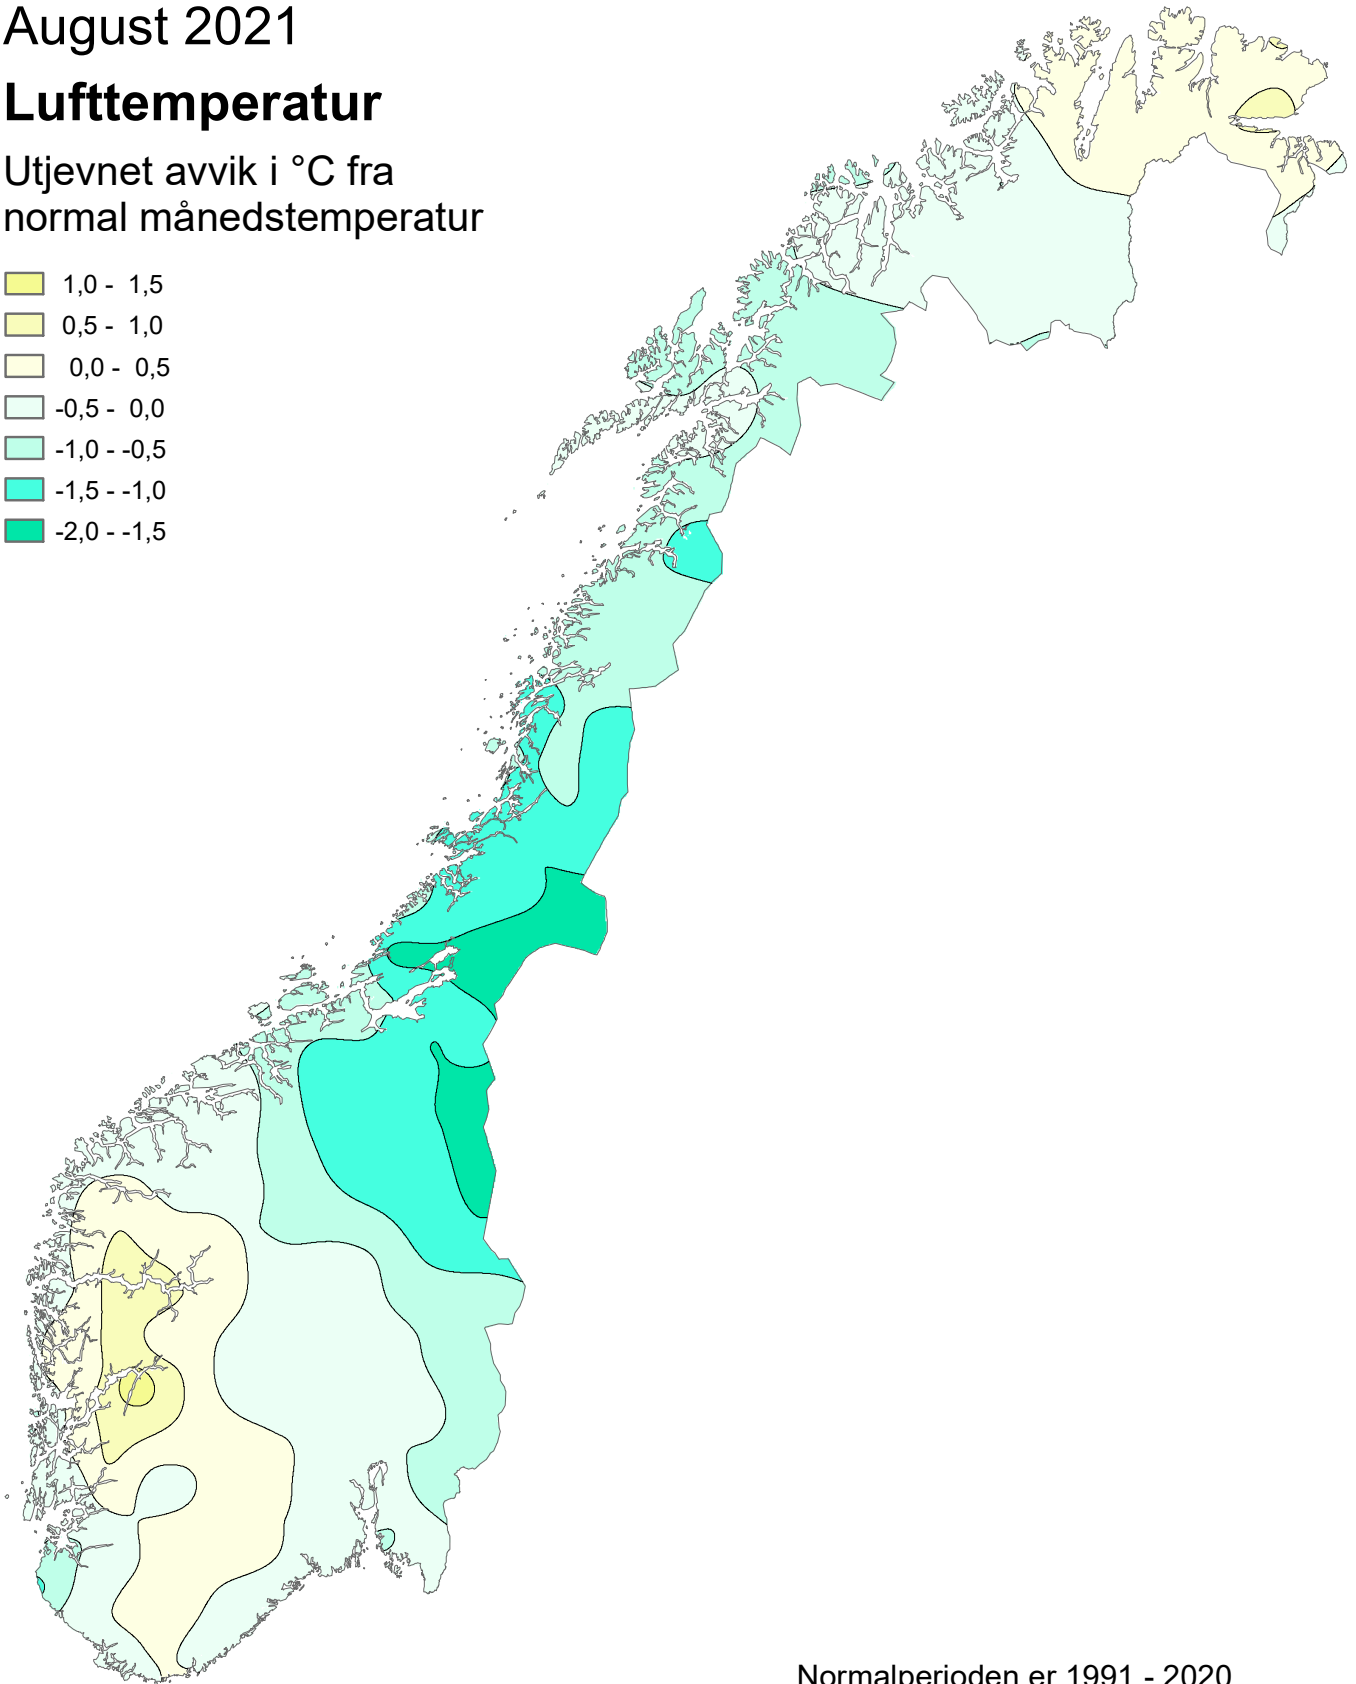 August 2021
Lufttemperatur
Utjevnet avvik i °C fra
normal månedstemperatur
1,0 - 1,5
0,5 - 1,0
0,0 - 0,5
-0,5 - 0,0
-1,0 - -0,5
-1,5 - -1,0
-2,0 - -1,5
Normalperioden er 1991 - 2020